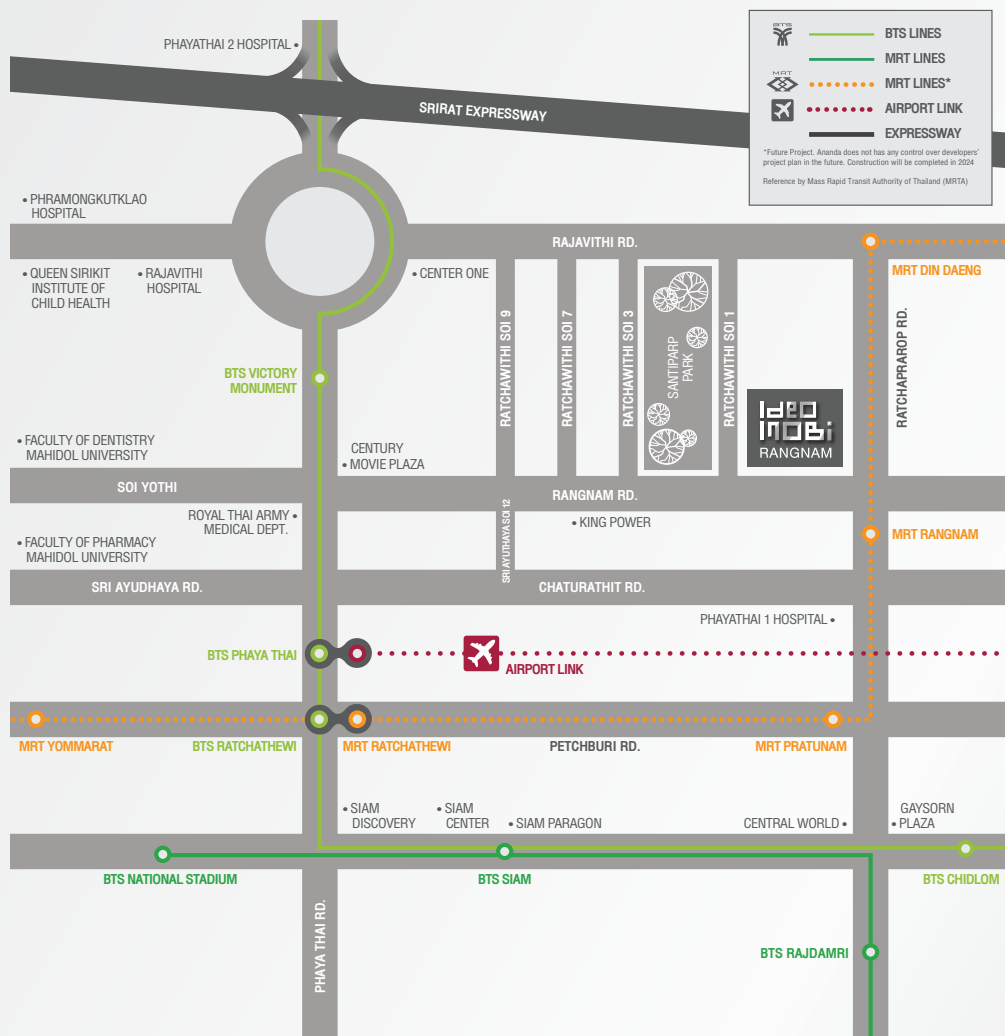 PHAYATHAI 2 HOSPITAL •
SRIRAT EXPRESSWAY
BTS
BTS LINES
MRT LINES
MRT
MRT LINES*
AIRPORT LINK
EXPRESSWAY
*Future Project. Ananda does not has any control over developers'
project plan in the future. Construction will be completed in 2024
Reference by Mass Rapid Transit Authority of Thailand (MRTA)
• PHRAMONGKUTKLAO
HOSPITAL
RAJAVITHI RD.
• QUEEN SIRIKIT
INSTITUTE OF
CHILD HEALTH
• RAJAVITHI
HOSPITAL
• CENTER ONE
MRT DIN DAENG
RATCHAWITHI SOI 9
RATCHAWITHI SOI 7
RATCHAWITHI SOI 3
SANTIPARP
PARK
RATCHAWITHI SOI 1
RATCHAPRAROP RD.
BTS VICTORY
MONUMENT
Ideo
mobi
RANGNAM
• FACULTY OF DENTISTRY
MAHIDOL UNIVERSITY
CENTURY
• MOVIE PLAZA
SOI YOTHI
RANGNAM RD.
ROYAL THAI ARMY •
MEDICAL DEPT.
SRI AYUTHAYA SOI 12
• KING POWER
• FACULTY OF PHARMACY
MAHIDOL UNIVERSITY
MRT RANGNAM
SRI AYUDHAYA RD.
CHATURATHIT RD.
PHAYATHAI 1 HOSPITAL •
BTS PHAYA THAI
AIRPORT LINK
MRT YOMMARAT
BTS RATCHATHEWI
MRT RATCHATHEWI
PETCHBURI RD.
MRT PRATUNAM
• SIAM
DISCOVERY
• SIAM
CENTER
• SIAM PARAGON
CENTRAL WORLD •
GAYSORN
• PLAZA
BTS NATIONAL STADIUM
BTS SIAM
BTS CHIDLOM
PHAYA THAI RD.
BTS RAJDAMRI